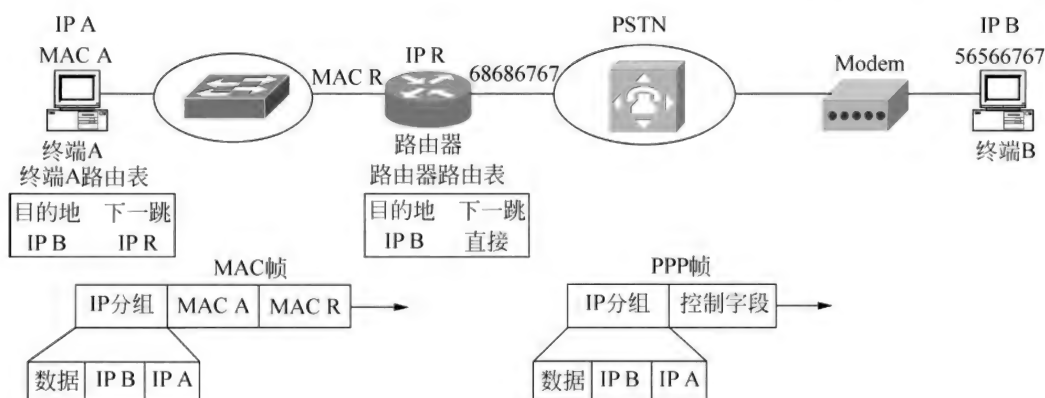 IP A
MAC A
终端A
终端A路由表
目的地 下一跳
IP B IP R
MAC R
IP R
68686767
路由器
路由器路由表
目的地 下一跳
IP B 直接
PSTN
Modem
IP B
56566767
终端B
MAC帧
IP分组 MAC A MAC R
数据 IP B IP A
PPP帧
IP分组 控制字段
数据 IP B IP A